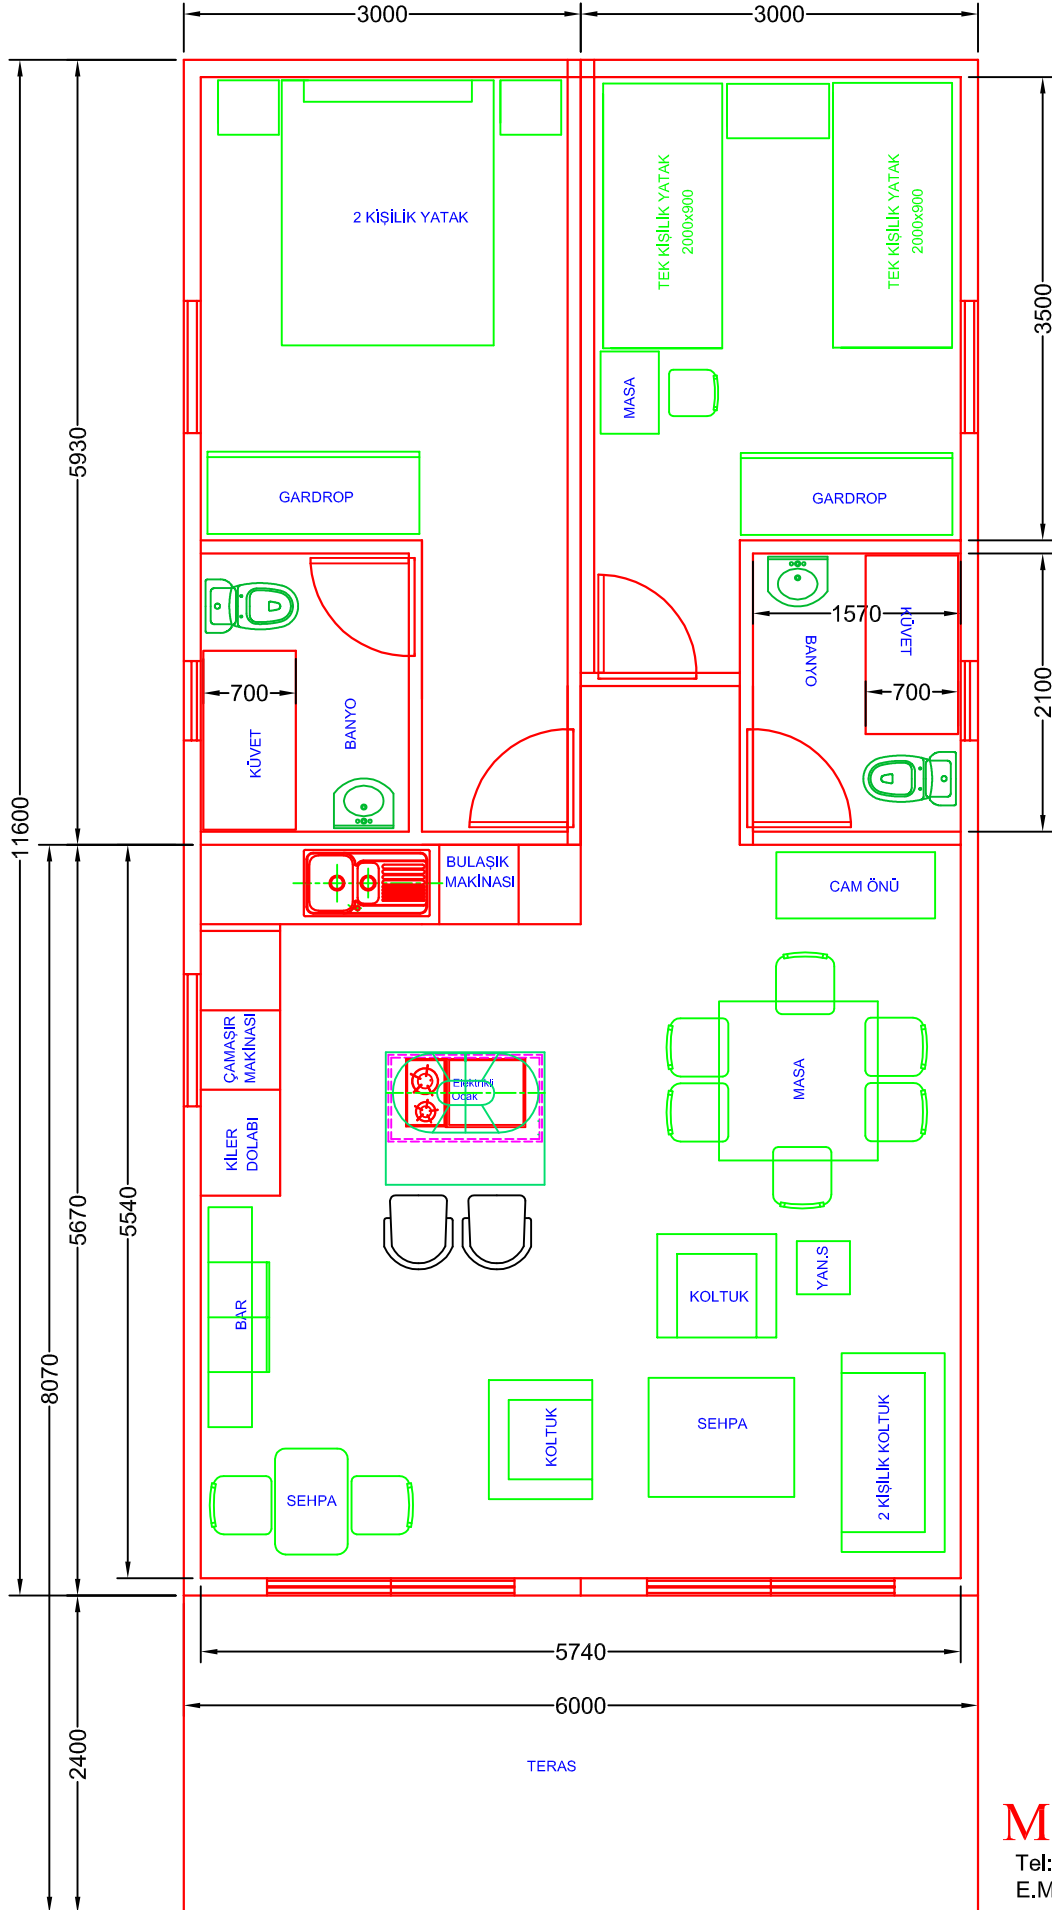 3000
3000
2 KİŞİLİK YATAK
TEK KİŞİLİK YATAK
2000x900
TEK KİŞİLİK YATAK
2000x900
3500
MASA
5930
GARDROP
GARDROP
1570
KÜVET
BANYO
700
700
2100
BANYO
KÜVET
11600
BULAŞIK
MAKİNASI
CAM ÖNÜ
ÇAMAŞIR
MAKİNASI
Elektrikli
Ocak
MASA
KİLER
DOLABI
5670
5540
YAN.S
KOLTUK
BAR
8070
KOLTUK
SEHPA
2 KİŞİLİK KOLTUK
SEHPA
5740
6000
2400
TERAS
M
Tel:
E.M